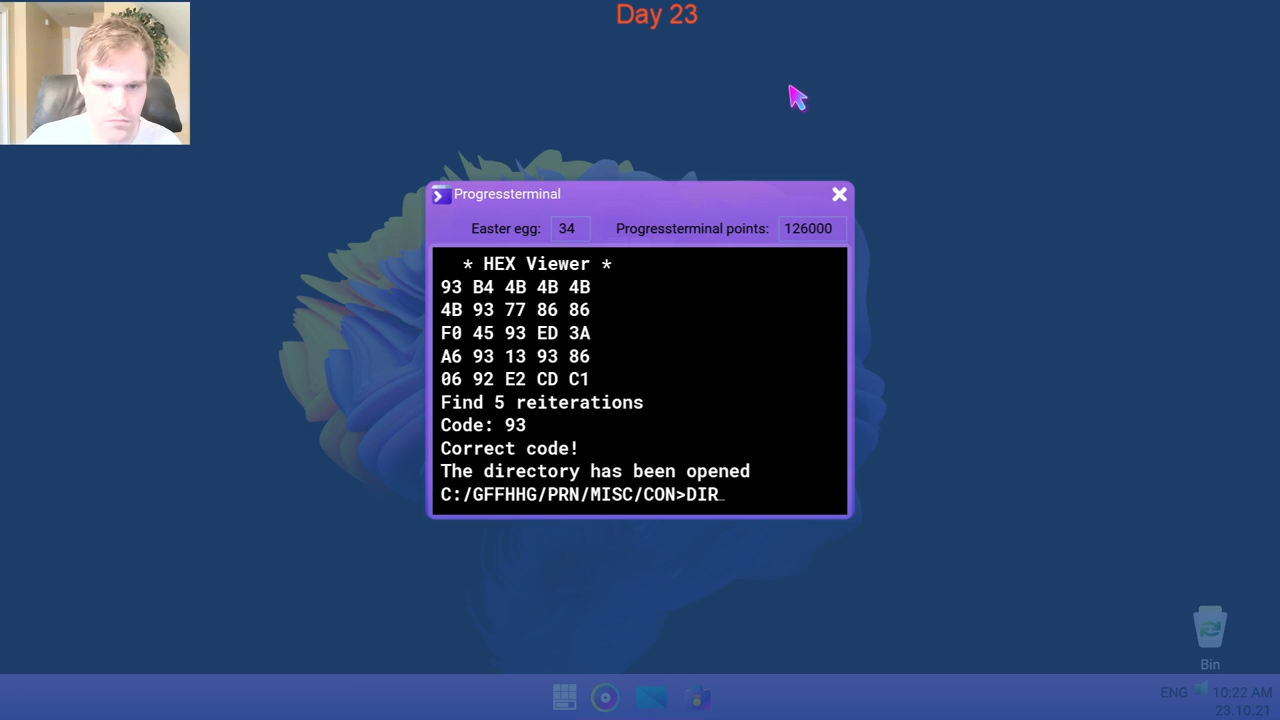 Day 23
Progressterminal
Easter egg: 34 Progressterminal points: 126000
* HEX Viewer *
93 B4 4B 4B 4B
4B 93 77 86 86
F0 45 93 ED 3A
A6 93 13 93 86
06 92 E2 CD C1
Find 5 reiterations
Code: 93
Correct code!
The directory has been opened
C:/GFFHHG/PRN/MISC/CON>DIR_
Bin
ENG 10:22 AM
23.10.21